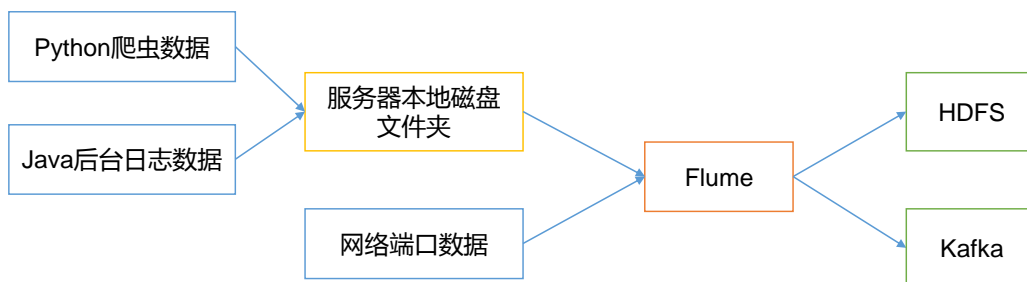 Python爬虫数据
Java后台日志数据
服务器本地磁盘
文件夹
网络端口数据
Flume
HDFS
Kafka